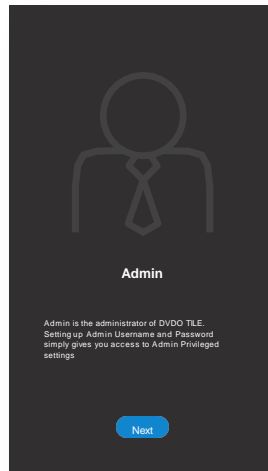 Admin
Admin is the administrator of DVDO TILE.
Setting up Admin Username and Password
simply gives you access to Admin Privileged
settings
Next